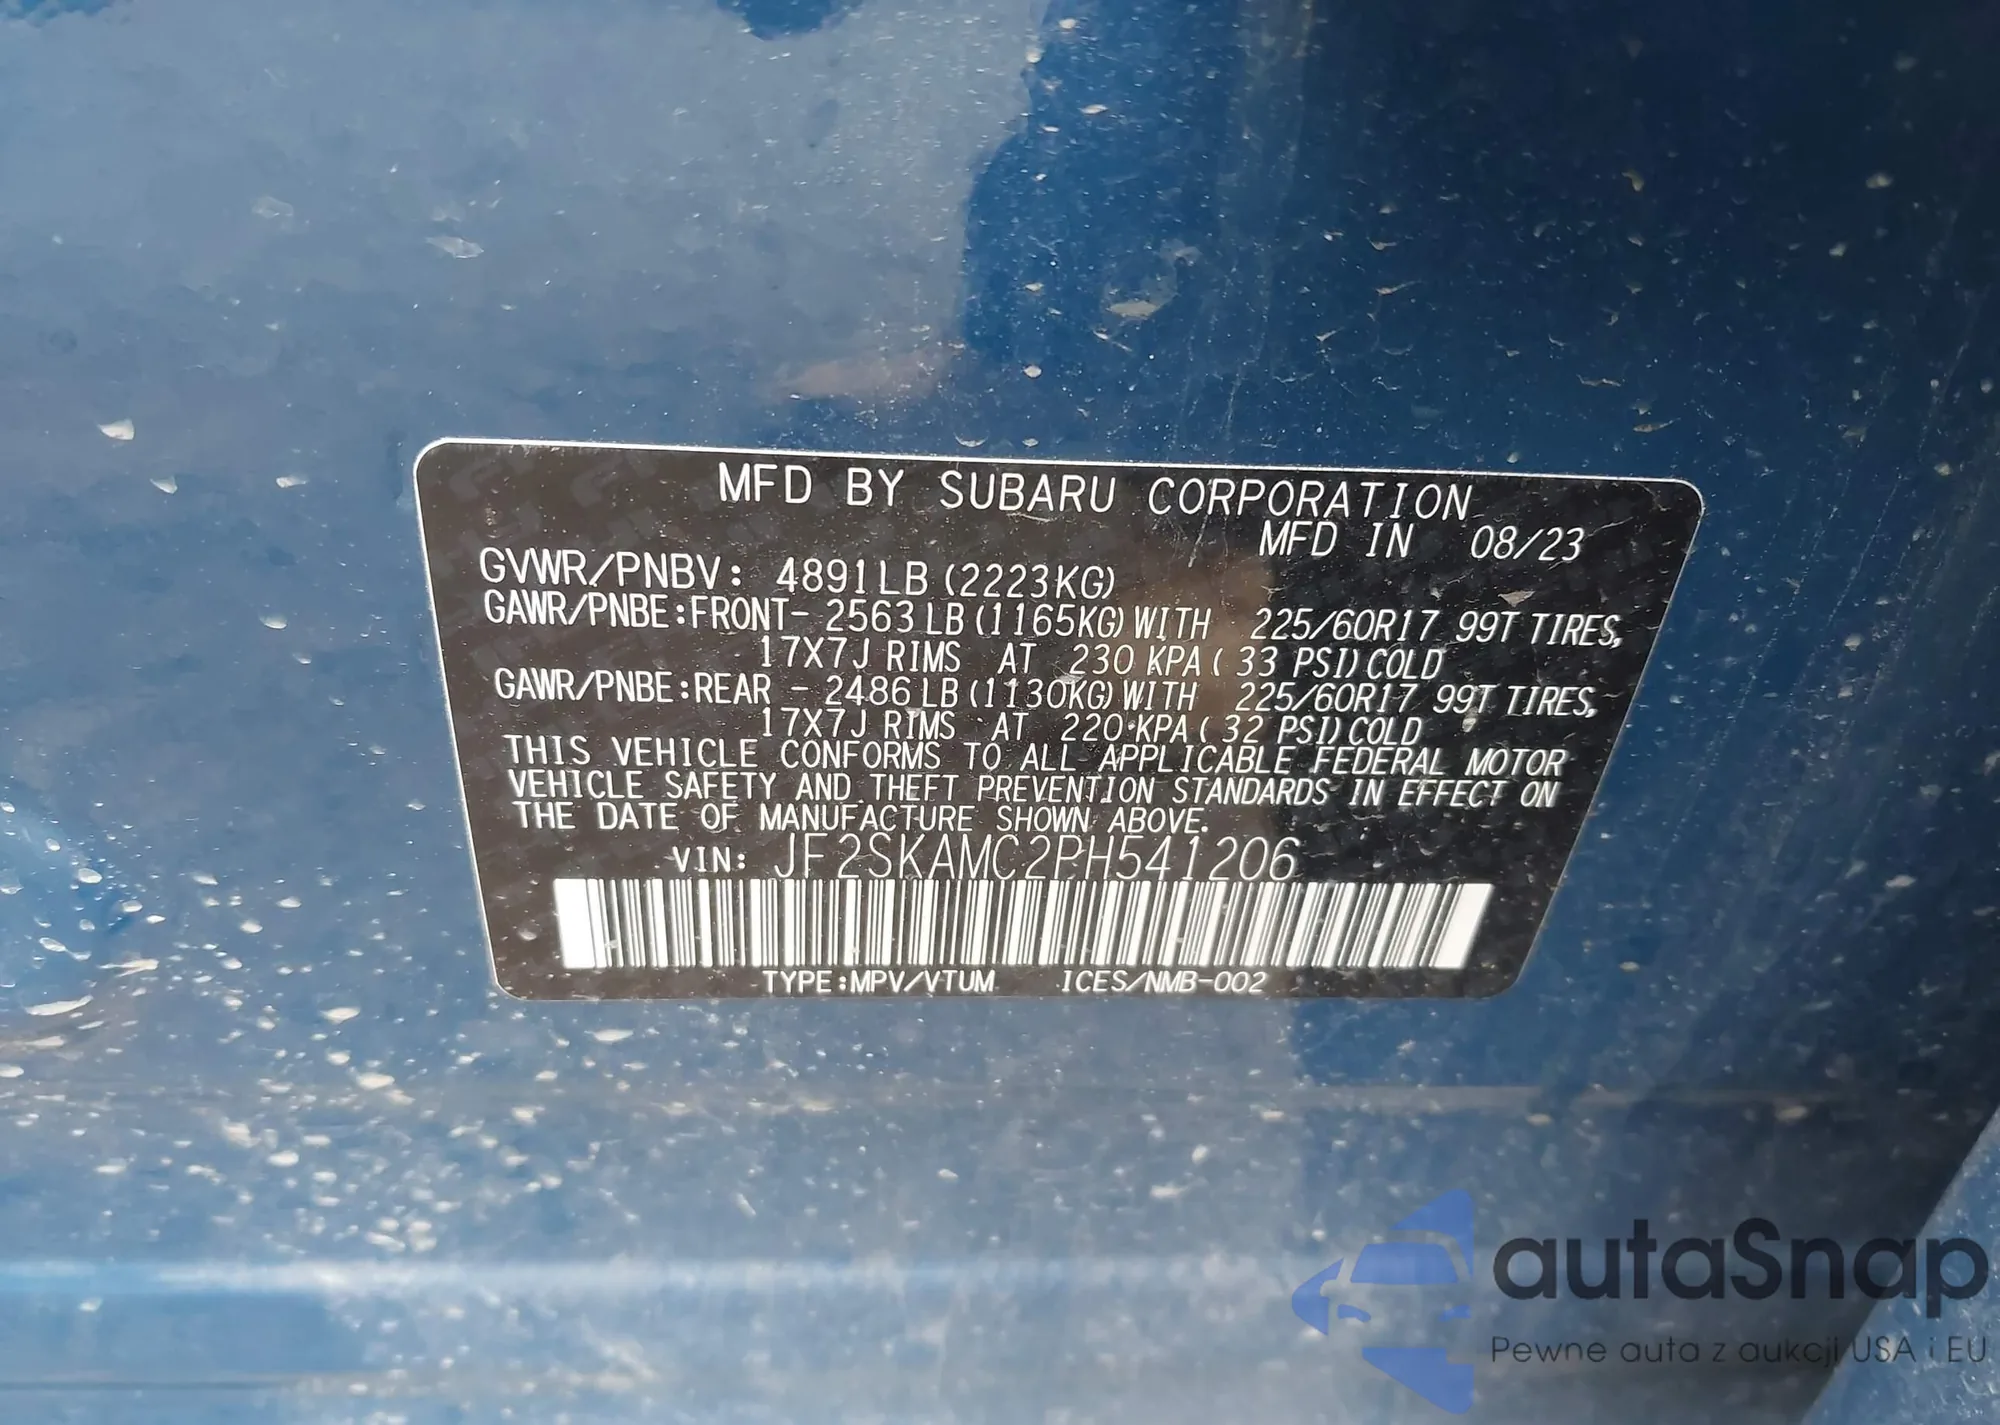 MFD BY SUBARU CORPORATION
MFD IN 08/23
GVWR/PNBV: 4891LB (2223KG)
GAWR/PNBE:FRONT- 2563 LB (1165KG) WITH 225/60R17 99T TIRES,
17X7J RIMS AT 230 KPA ( 33 PSI) COLD
GAWR/PNBE:REAR - 2486 LB (1130KG) WITH 225/60R17 99T TIRES,
17X7J RIMS AT 220 KPA ( 32 PSI) COLD
THIS VEHICLE CONFORMS TO ALL APPLICABLE FEDERAL MOTOR
VEHICLE SAFETY AND THEFT PREVENTION STANDARDS IN EFFECT ON
THE DATE OF MANUFACTURE SHOWN ABOVE.
VIN: JF2SKAMC2PH541206
TYPE:MPV/VTUM ICES/NMB-002
autaSnap
Pewne auta z aukcji USA i EU